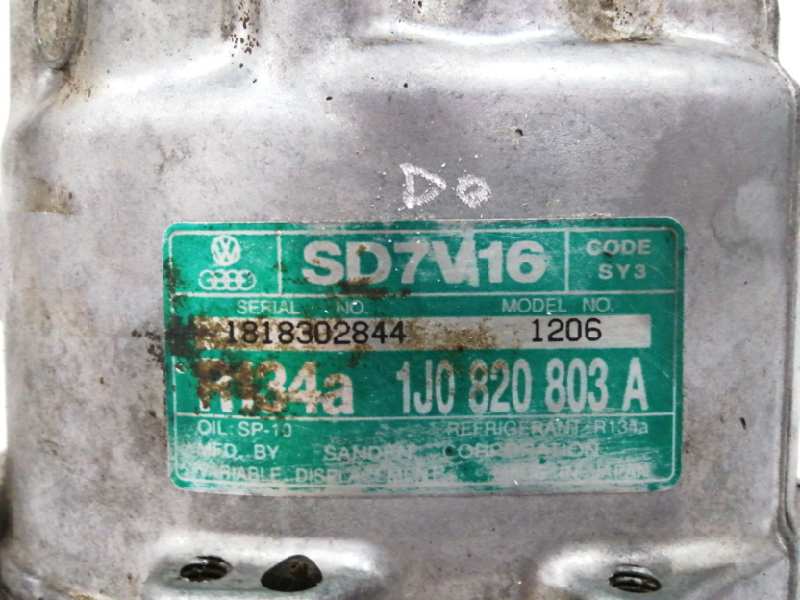 DO
SD7V16
CODE
SY3
SERIAL NO.
MODEL NO.
1818302844
1206
R134a
1J0 820 803 A
OIL: SP-10
REFRIGERANT: R134a
MFD. BY SANDEN CORPORATION
VARIABLE